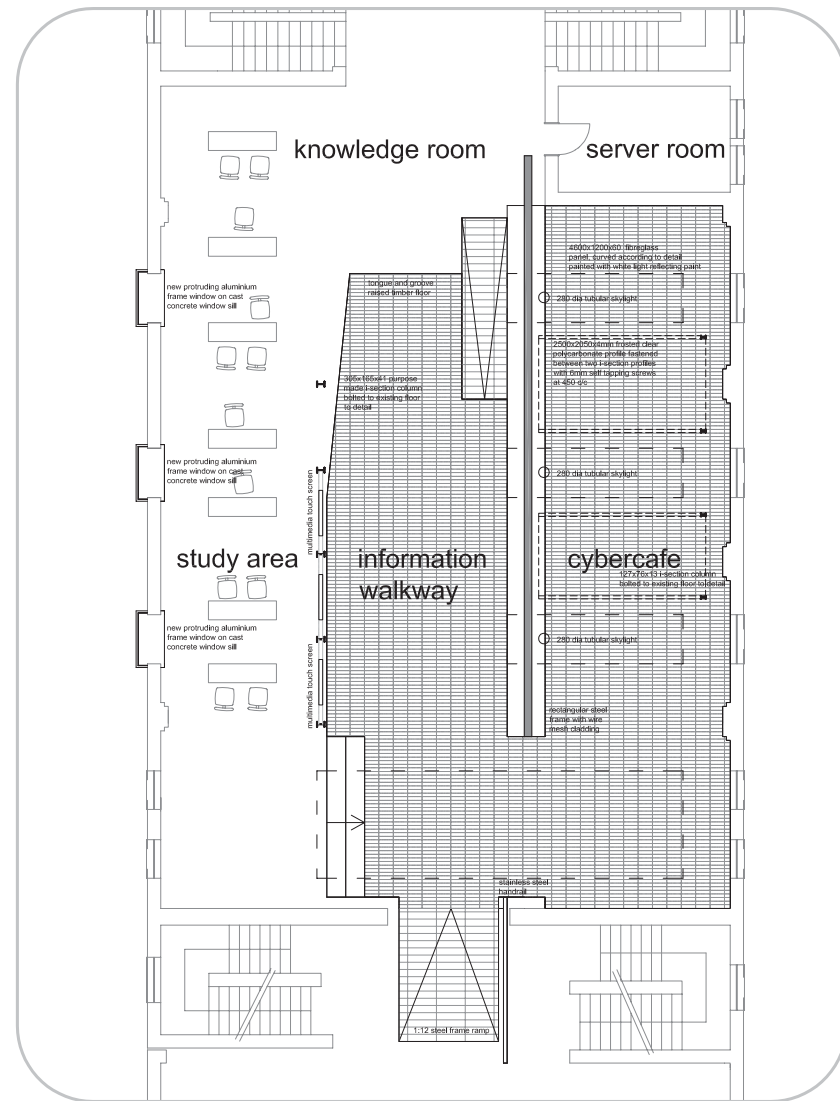 knowledge room
server room
4600x1200x60 fibreglass
panel, curved according to detail
painted with white light reflecting paint
tongue and groove
raised timber floor
new protruding aluminium
frame window on cast
concrete window sill
280 dia tubular skylight
2500x2050x4mm frosted clear
polycarbonate profile fastened
between two i-section profiles
with 6mm self tapping screws
at 450 c/c
305x165x41 purpose
made i-section column
bolted to existing floor
to detail
new protruding aluminium
frame window on cast
concrete window sill
multimedia touch screen
280 dia tubular skylight
study area
information
walkway
cybercafe
127x76x13 i-section column
bolted to existing floor to detail
new protruding aluminium
frame window on cast
concrete window sill
multimedia touch screen
280 dia tubular skylight
rectangular steel
frame with wire
mesh cladding
stainless steel
handrail
1:12 steel frame ramp